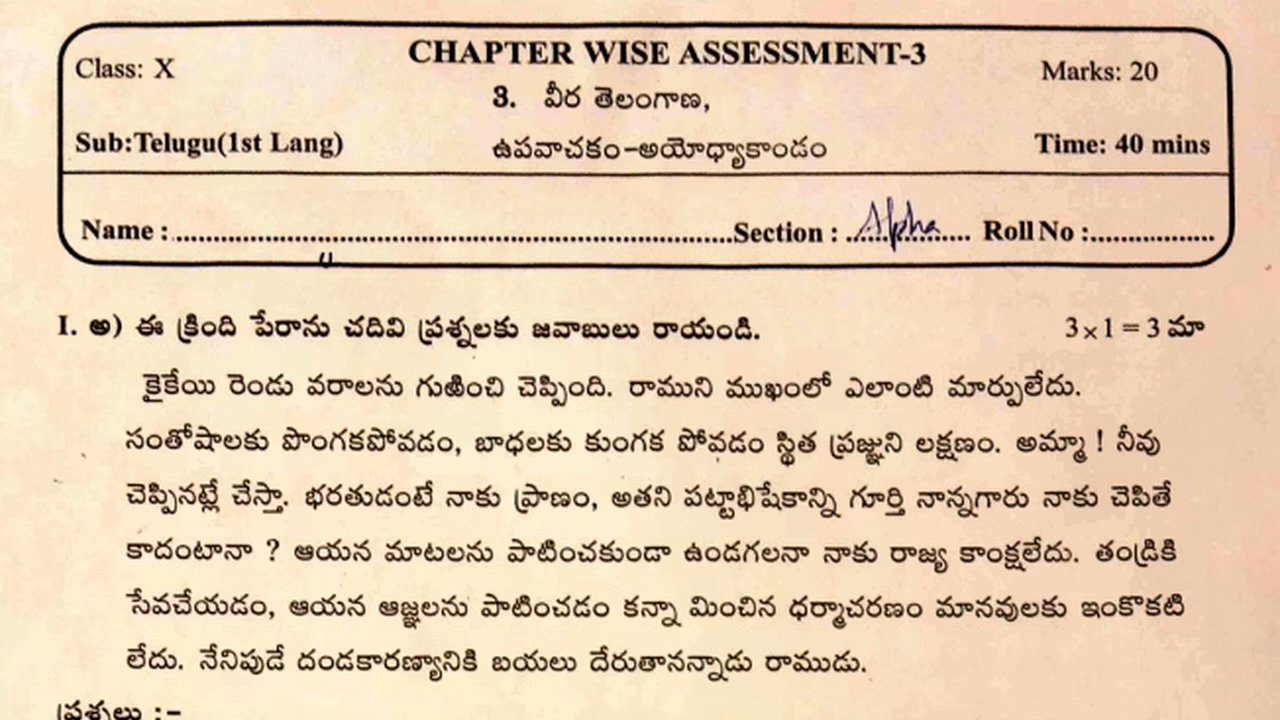 CHAPTER WISE ASSESSMENT-3
Class: X
Marks: 20
3. వీర తెలంగాణ,
Sub:Telugu(1st Lang)
ఉపవాచకం-అయోధ్యాకాండం
Time: 40 mins
Name : ..................... Section : Alpha Roll No :................
I. అ) ఈ క్రింది పేరాను చదివి ప్రశ్నలకు జవాబులు రాయండి. 3×1=3 మా
కైకేయి రెండు వరాలను గుఱించి చెప్పింది. రాముని ముఖంలో ఎలాంటి మార్పులేదు.
సంతోషాలకు పొంగకపోవడం, బాధలకు కుంగక పోవడం స్థిత ప్రజ్ఞుని లక్షణం. అమ్మా ! నీవు
చెప్పినట్లే చేస్తా. భరతుడంటే నాకు ప్రాణం, అతని పట్టాభిషేకాన్ని గూర్తి నాన్నగారు నాకు చెపితే
కాదంటానా ? ఆయన మాటలను పాటించకుండా ఉండగలనా నాకు రాజ్య కాంక్షలేదు. తండ్రికి
సేవచేయడం, ఆయన ఆజ్ఞలను పాటించడం కన్నా మించిన ధర్మాచరణం మానవులకు ఇంకొకటి
లేదు. నేనిపుడే దండకారణ్యానికి బయలు దేరుతానన్నాడు రాముడు.
ప్రశ్నలు :-